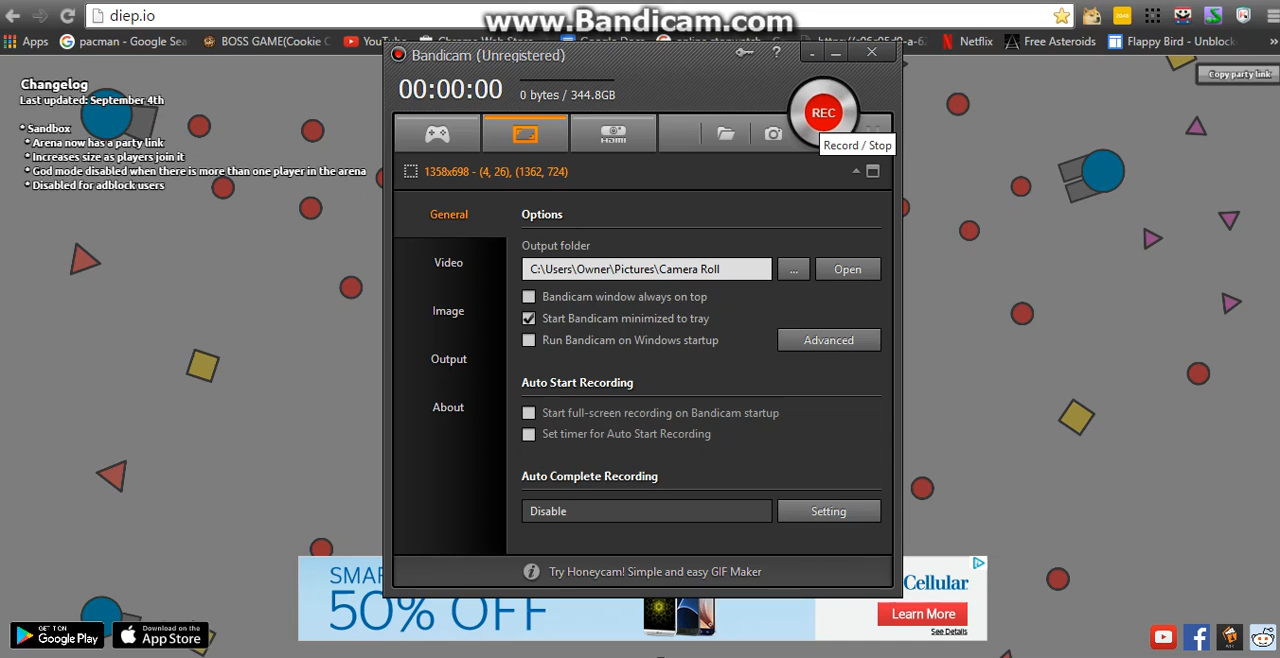 diep.io
www.Bandicam.com
Apps
pacman - Google Sea
BOSS GAME(Cookie C
YouTu
Netflix
Free Asteroids
Flappy Bird - Unblock
»
Copy party link
Changelog
Last updated: September 4th
* Sandbox
* Arena now has a party link
* Increases size as players join it
* God mode disabled when there is more than one player in the arena
* Disabled for adblock users
Bandicam (Unregistered)
00:00:00
0 bytes / 344.8GB
REC
Record / Stop
HDMI
1358x698 - (4, 26), (1362, 724)
General
Video
Image
Output
About
Options
Output folder
C:\Users\Owner\Pictures\Camera Roll
...
Open
Bandicam window always on top
Start Bandicam minimized to tray
Run Bandicam on Windows startup
Advanced
Auto Start Recording
Start full-screen recording on Bandicam startup
Set timer for Auto Start Recording
Auto Complete Recording
Disable
Setting
Try Honeycam! Simple and easy GIF Maker
SMA
50% OFF
Cellular
Learn More
See Details
GET IT ON
Google Play
Download on the
App Store